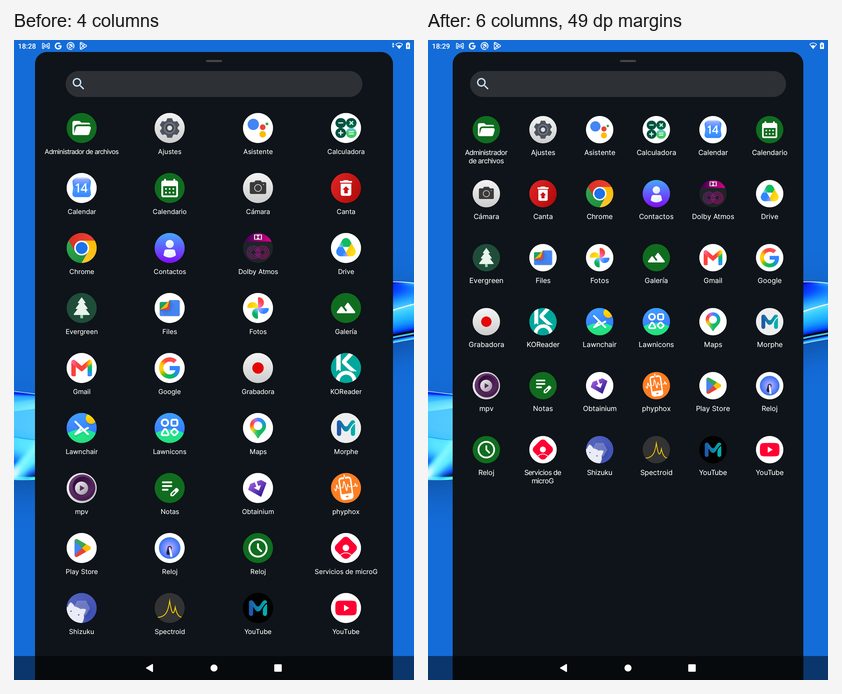 Before: 4 columns
After: 6 columns, 49 dp margins
18:28
Administrador de archivos
Ajustes
Asistente
Calculadora
14
Calendar
Calendario
Cámara
Canta
Chrome
Contactos
Dolby Atmos
Drive
Evergreen
Files
Fotos
Galería
Gmail
Google
Grabadora
KOReader
Lawnchair
Lawnicons
Maps
Morphe
mpv
Notas
Obtainium
phyphox
Play Store
Reloj
Reloj
Servicios de microG
Shizuku
Spectroid
YouTube
YouTube
18:29
Administrador
de archivos
Ajustes
Asistente
Calculadora
14
Calendar
Calendario
Cámara
Canta
Chrome
Contactos
Dolby Atmos
Drive
Evergreen
Files
Fotos
Galería
Gmail
Google
Grabadora
KOReader
Lawnchair
Lawnicons
Maps
Morphe
mpv
Notas
Obtainium
phyphox
Play Store
Reloj
Reloj
Servicios de
microG
Shizuku
Spectroid
YouTube
YouTube